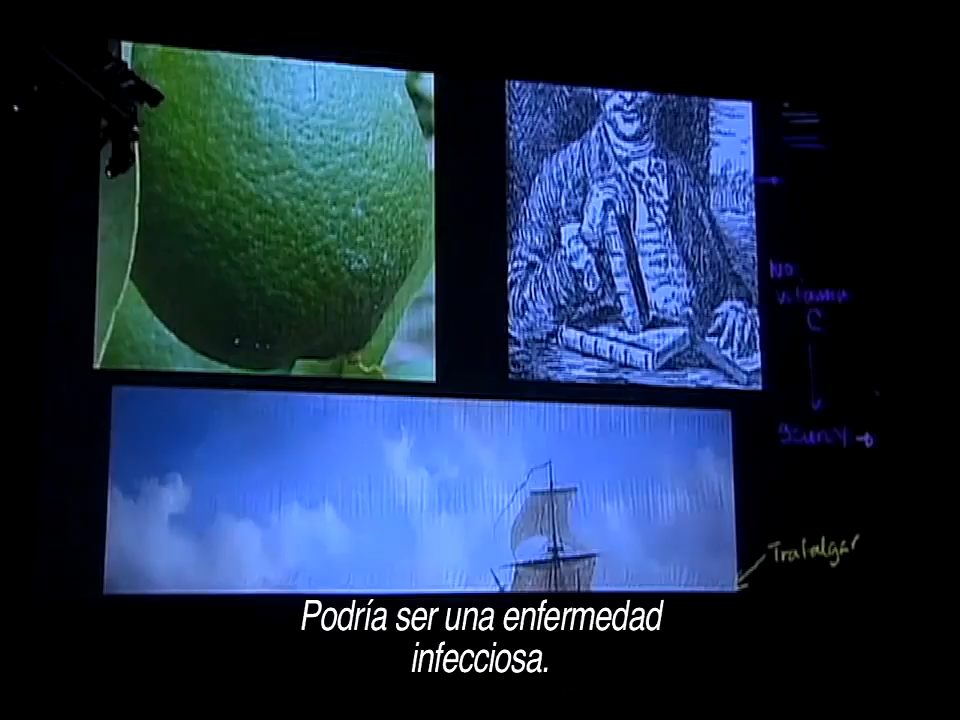 No
vitamin
C
scurvy
Trafalgar
Podría ser una enfermedad
infecciosa.